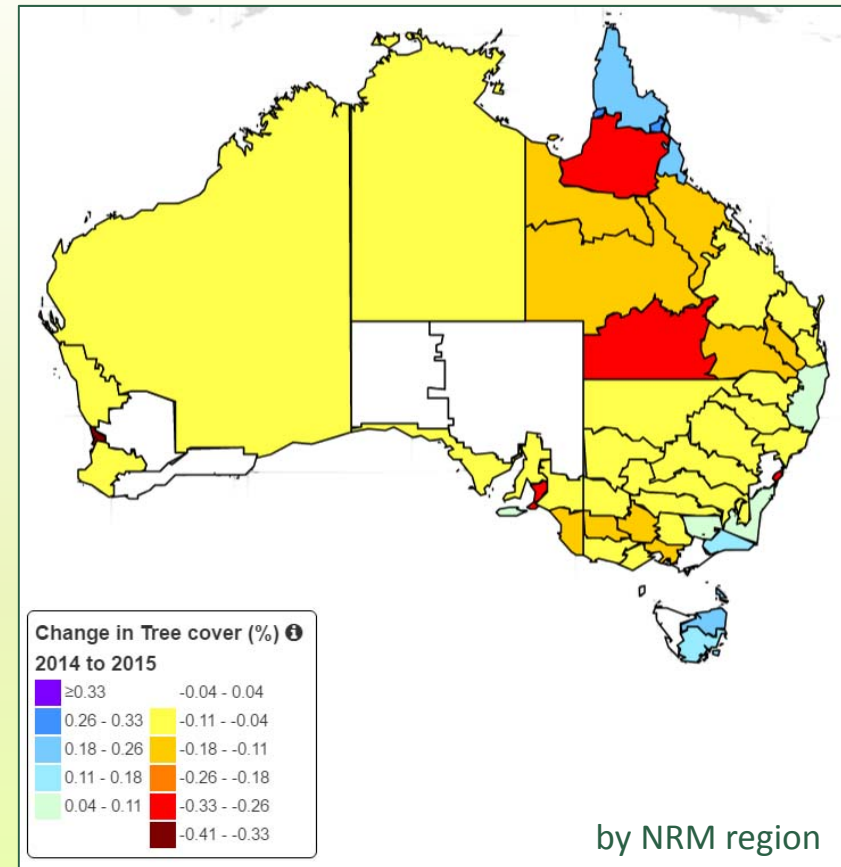 Change in Tree cover (%)
2014 to 2015
≥0.33
0.26 - 0.33
0.18 - 0.26
0.11 - 0.18
0.04 - 0.11
-0.04 - 0.04
-0.11 - -0.04
-0.18 - -0.11
-0.26 - -0.18
-0.33 - -0.26
-0.41 - -0.33
by NRM region